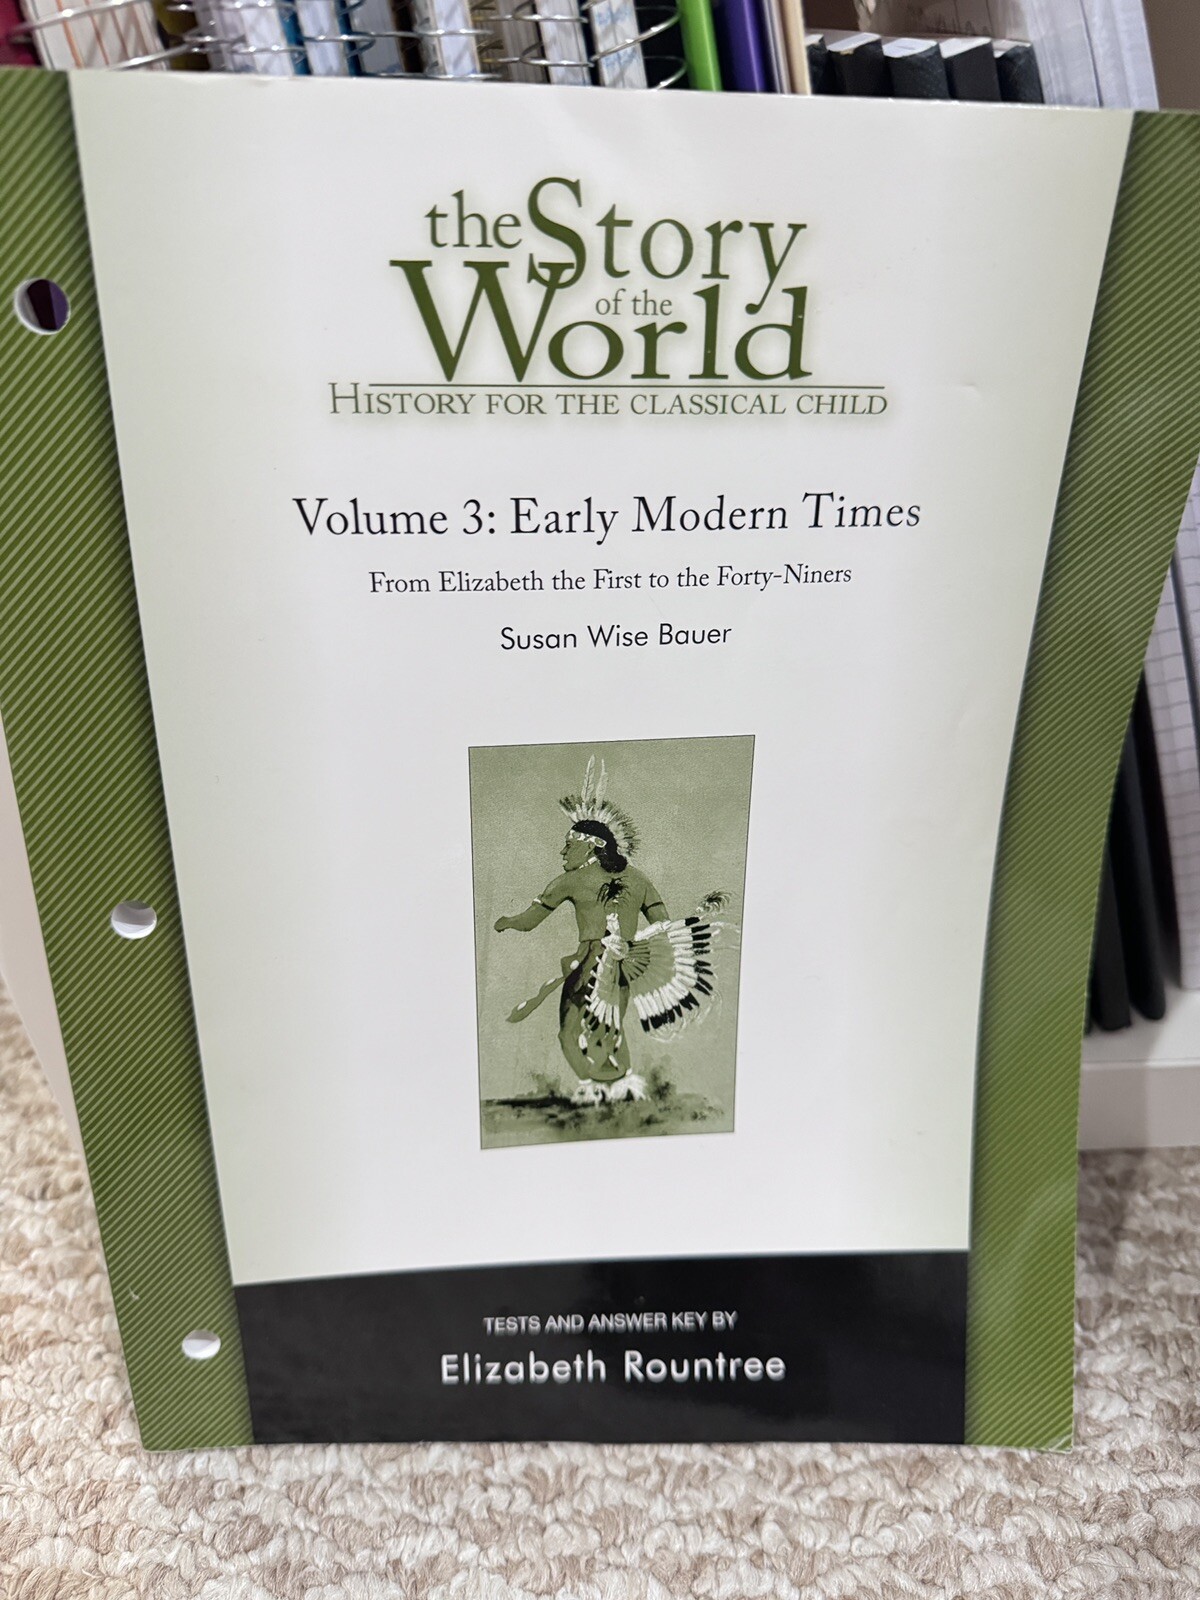 the Story
of the
World
HISTORY FOR THE CLASSICAL CHILD
Volume 3: Early Modern Times
From Elizabeth the First to the Forty-Niners
Susan Wise Bauer
TESTS AND ANSWER KEY BY
Elizabeth Rountree